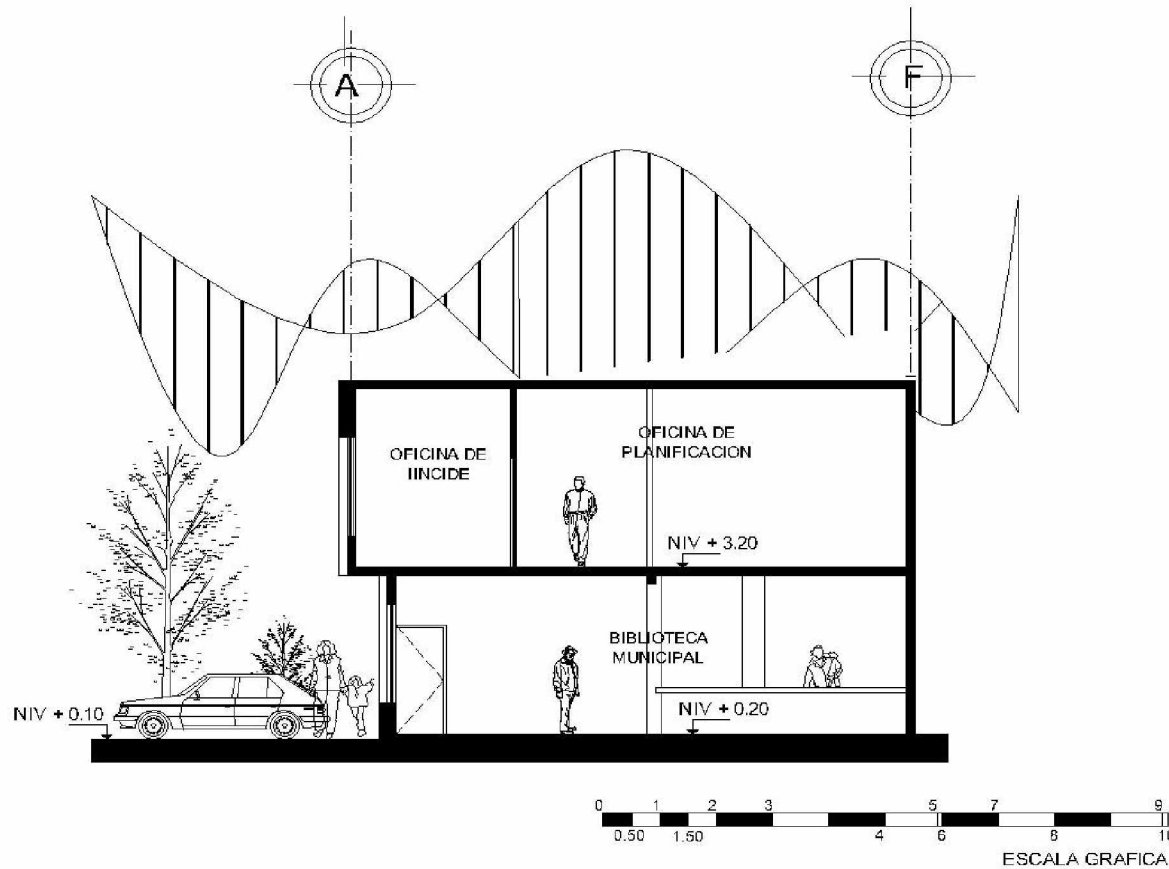 A
F
OFICINA DE
IINCIDE
OFICINA DE
PLANIFICACION
NIV + 3.20
BIBLIOTECA
MUNICIPAL
NIV + 0.10
NIV + 0.20
0 1 2 3 5 7 9
0.50 1.50 4 6 8 10
ESCALA GRAFICA